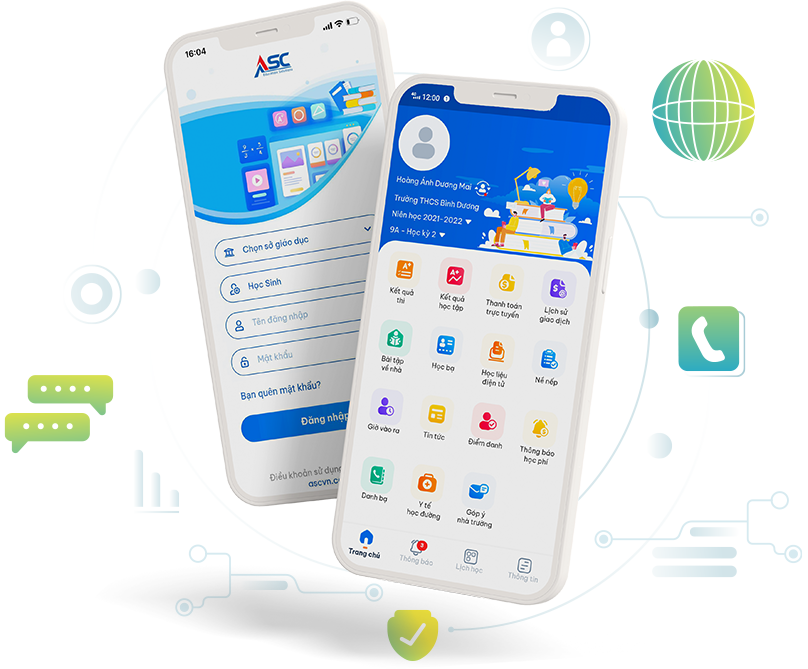 16:04
ASC
Chọn sở giáo dục
Học Sinh
Tên đăng nhập
Mật khẩu
Bạn quên mật khẩu?
Đăng nhập
Điều khoản sử dụng
4G 12:00
Hoàng Ánh Dương Mai
Trường THCS Bình Dương
Niên học 2021-2022
9A - Học kỳ 2
Kết quả
thi
Kết quả
học tập
Thanh toán
trực tuyến
Lịch sử
giao dịch
Bài tập
về nhà
Học bạ
Học liệu
điện tử
Nề nếp
Giờ vào ra
Tin tức
Điểm danh
Thông báo
học phí
Danh bạ
Y tế
học đường
Góp ý
nhà trường
Trang chủ
3
Thông báo
Lịch học
Thông tin